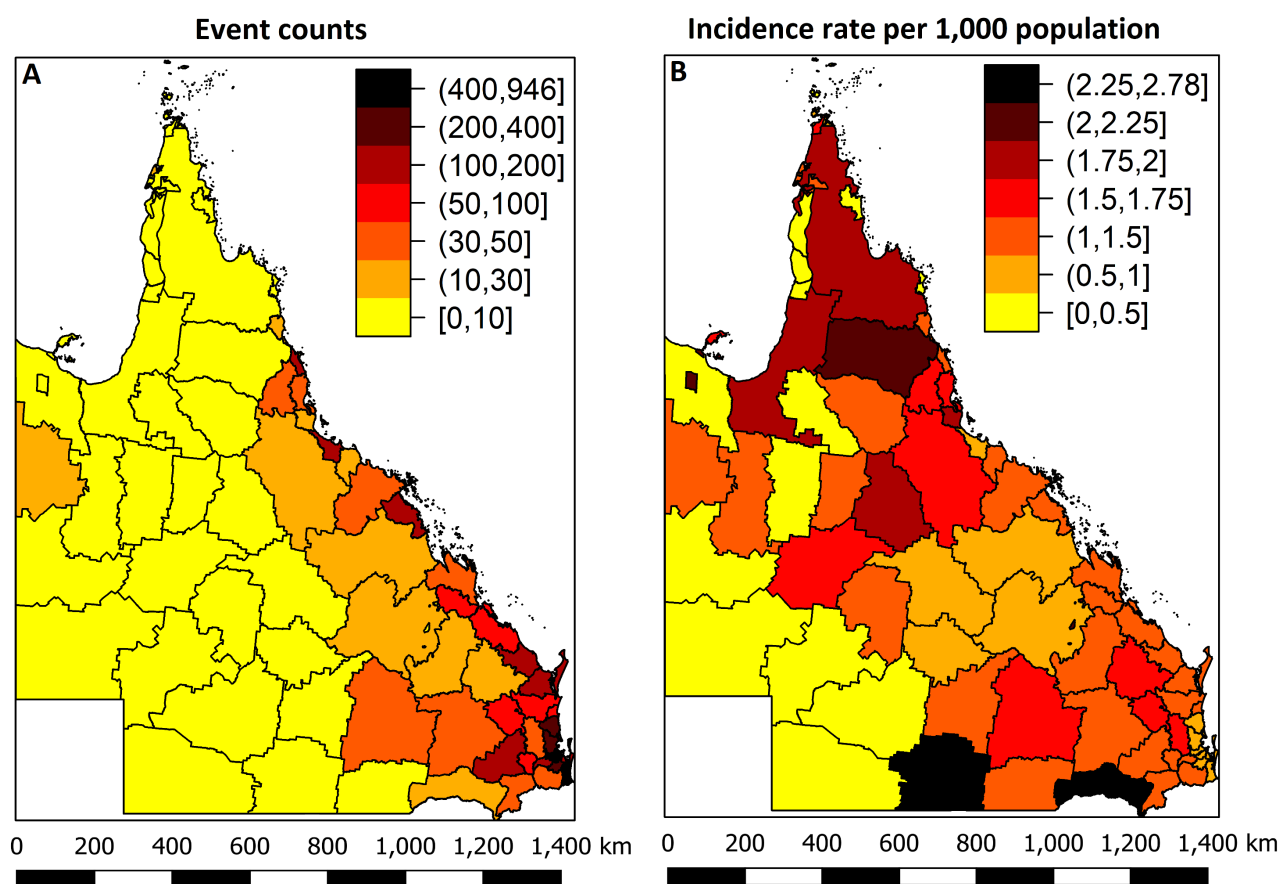 Event counts
A
(400,946]
(200,400]
(100,200]
(50,100]
(30,50]
(10,30]
[0,10]
0 200 400 600 800 1,000 1,200 1,400 km
Incidence rate per 1,000 population
B
(2.25,2.78]
(2,2.25]
(1.75,2]
(1.5,1.75]
(1,1.5]
(0.5,1]
[0,0.5]
0 200 400 600 800 1,000 1,200 1,400 km